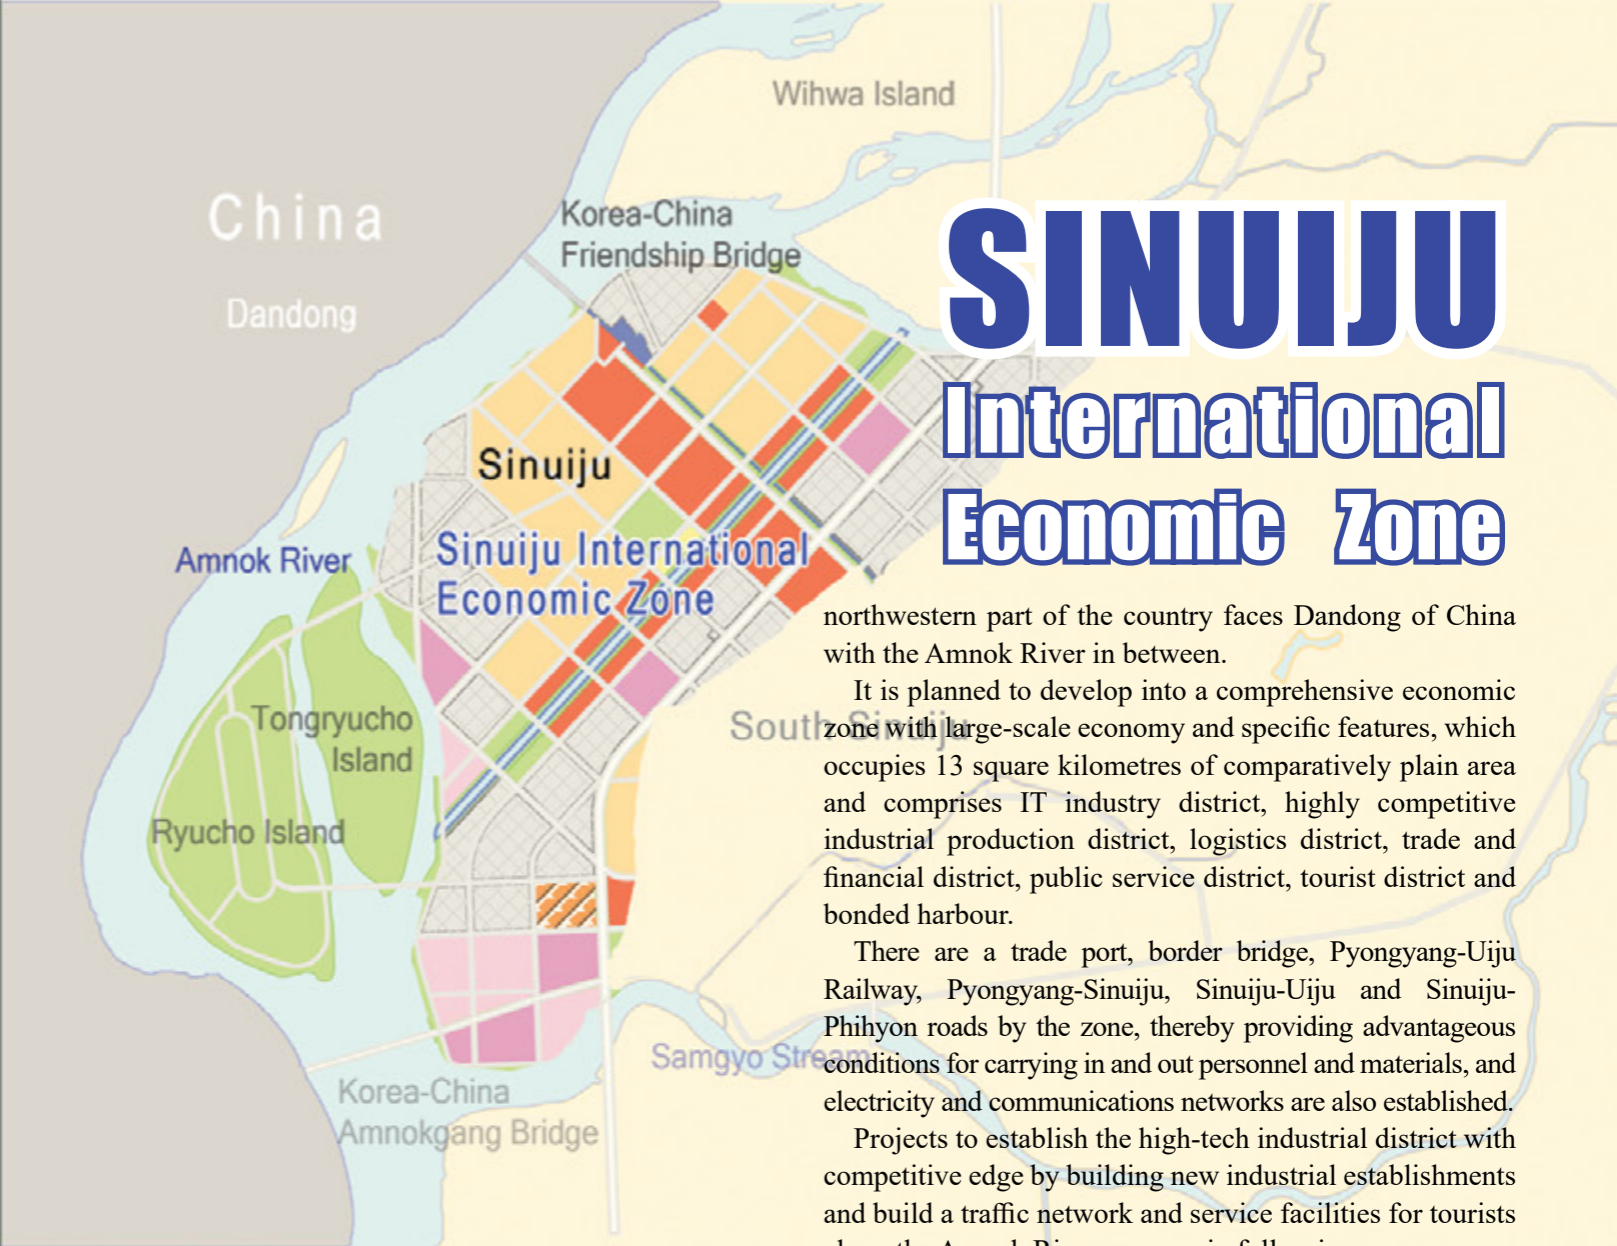 Wihwa Island
China
Korea-China
Friendship Bridge
Dandong
SINUIJU
International
Economic Zone
Sinuiju
Sinuiju International
Economic Zone
Amnok River
Tongryucho
Island
Ryucho Island
South Sinuiju
Samgyo Stream
Korea-China
Amnokgang Bridge
northwestern part of the country faces Dandong of China
with the Amnok River in between.
It is planned to develop into a comprehensive economic
zone with large-scale economy and specific features, which
occupies 13 square kilometres of comparatively plain area
and comprises IT industry district, highly competitive
industrial production district, logistics district, trade and
financial district, public service district, tourist district and
bonded harbour.
There are a trade port, border bridge, Pyongyang-Uiju
Railway, Pyongyang-Sinuiju, Sinuiju-Uiju and Sinuiju-
Phihyon roads by the zone, thereby providing advantageous
conditions for carrying in and out personnel and materials, and
electricity and communications networks are also established.
Projects to establish the high-tech industrial district with
competitive edge by building new industrial establishments
and build a traffic network and service facilities for tourists